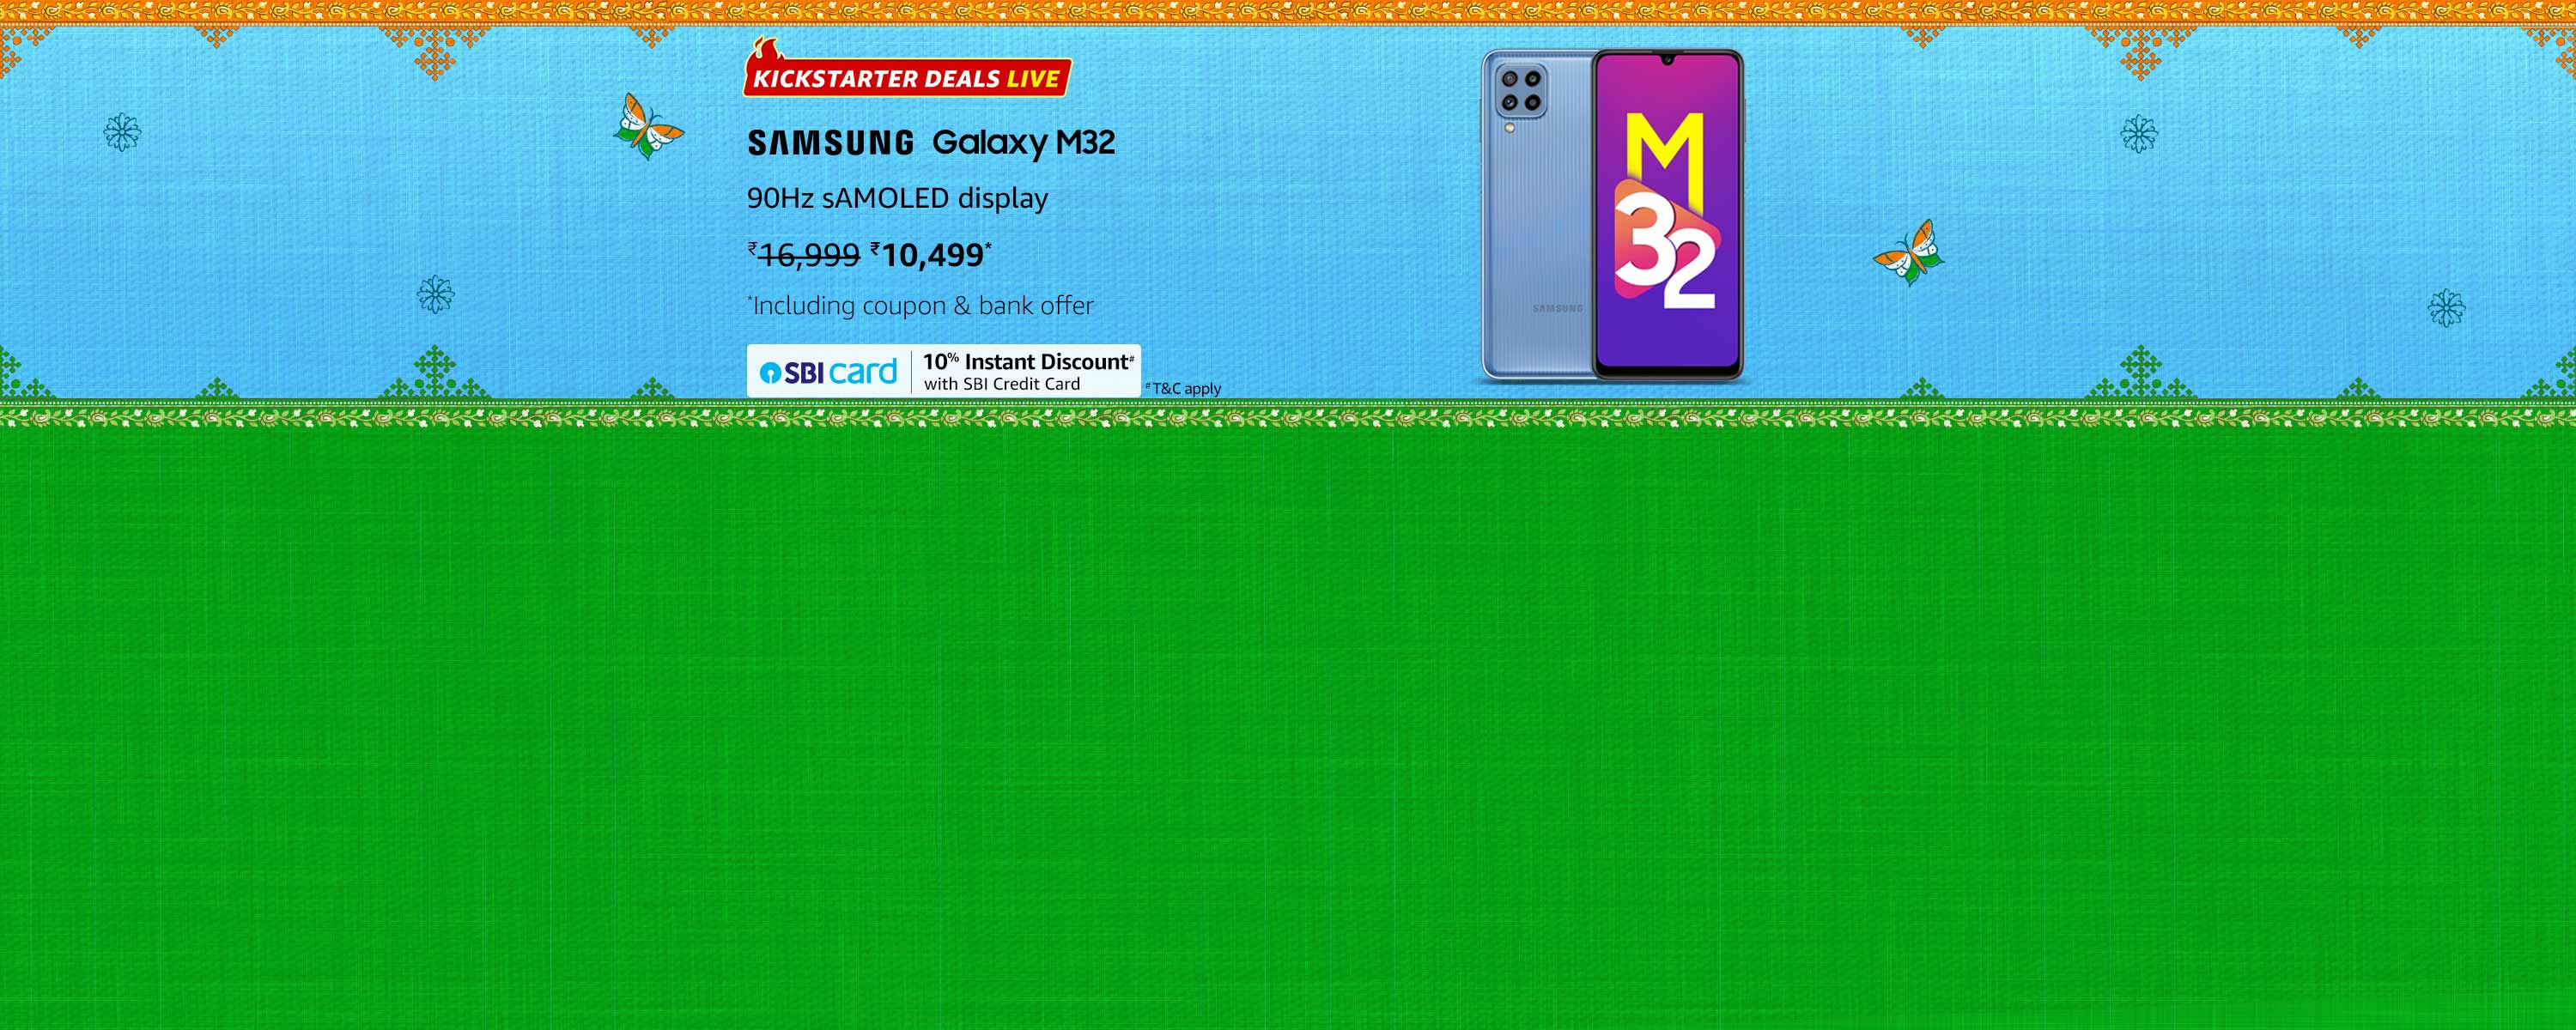 KICKSTARTER DEALS LIVE
SAMSUNG Galaxy M32
90Hz sAMOLED display
₹16,999 ₹10,499*
*Including coupon & bank offer
SBI card
10% Instant Discount#
with SBI Credit Card
#T&C apply
SAMSUNG
M
32